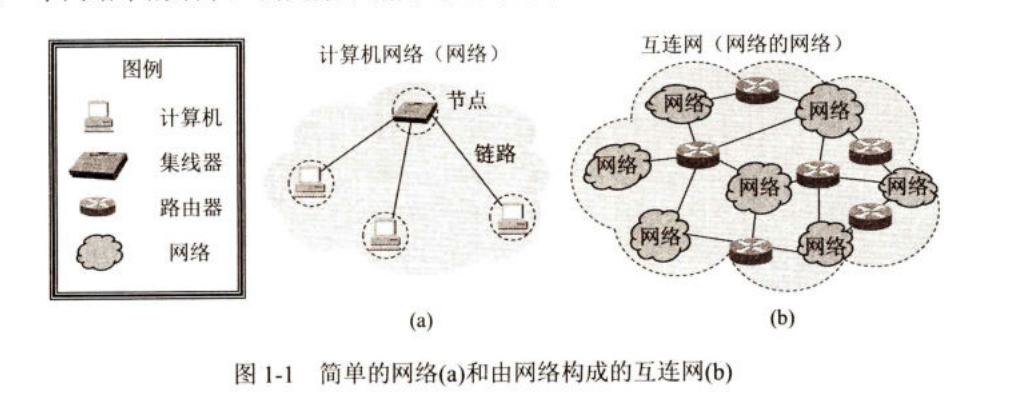 图例
计算机
集线器
路由器
网络
计算机网络（网络）
节点
链路
(a)
互连网（网络的网络）
网络
网络
网络
网络
网络
网络
网络
(b)
图 1-1 简单的网络(a)和由网络构成的互连网(b)